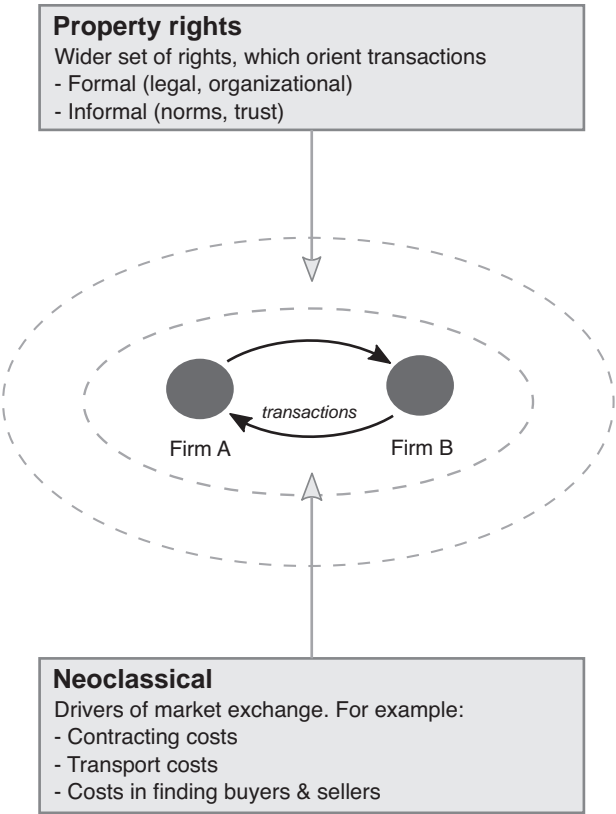 Property rights
Wider set of rights, which orient transactions
- Formal (legal, organizational)
- Informal (norms, trust)
transactions
Firm A
Firm B
Neoclassical
Drivers of market exchange. For example:
- Contracting costs
- Transport costs
- Costs in finding buyers & sellers